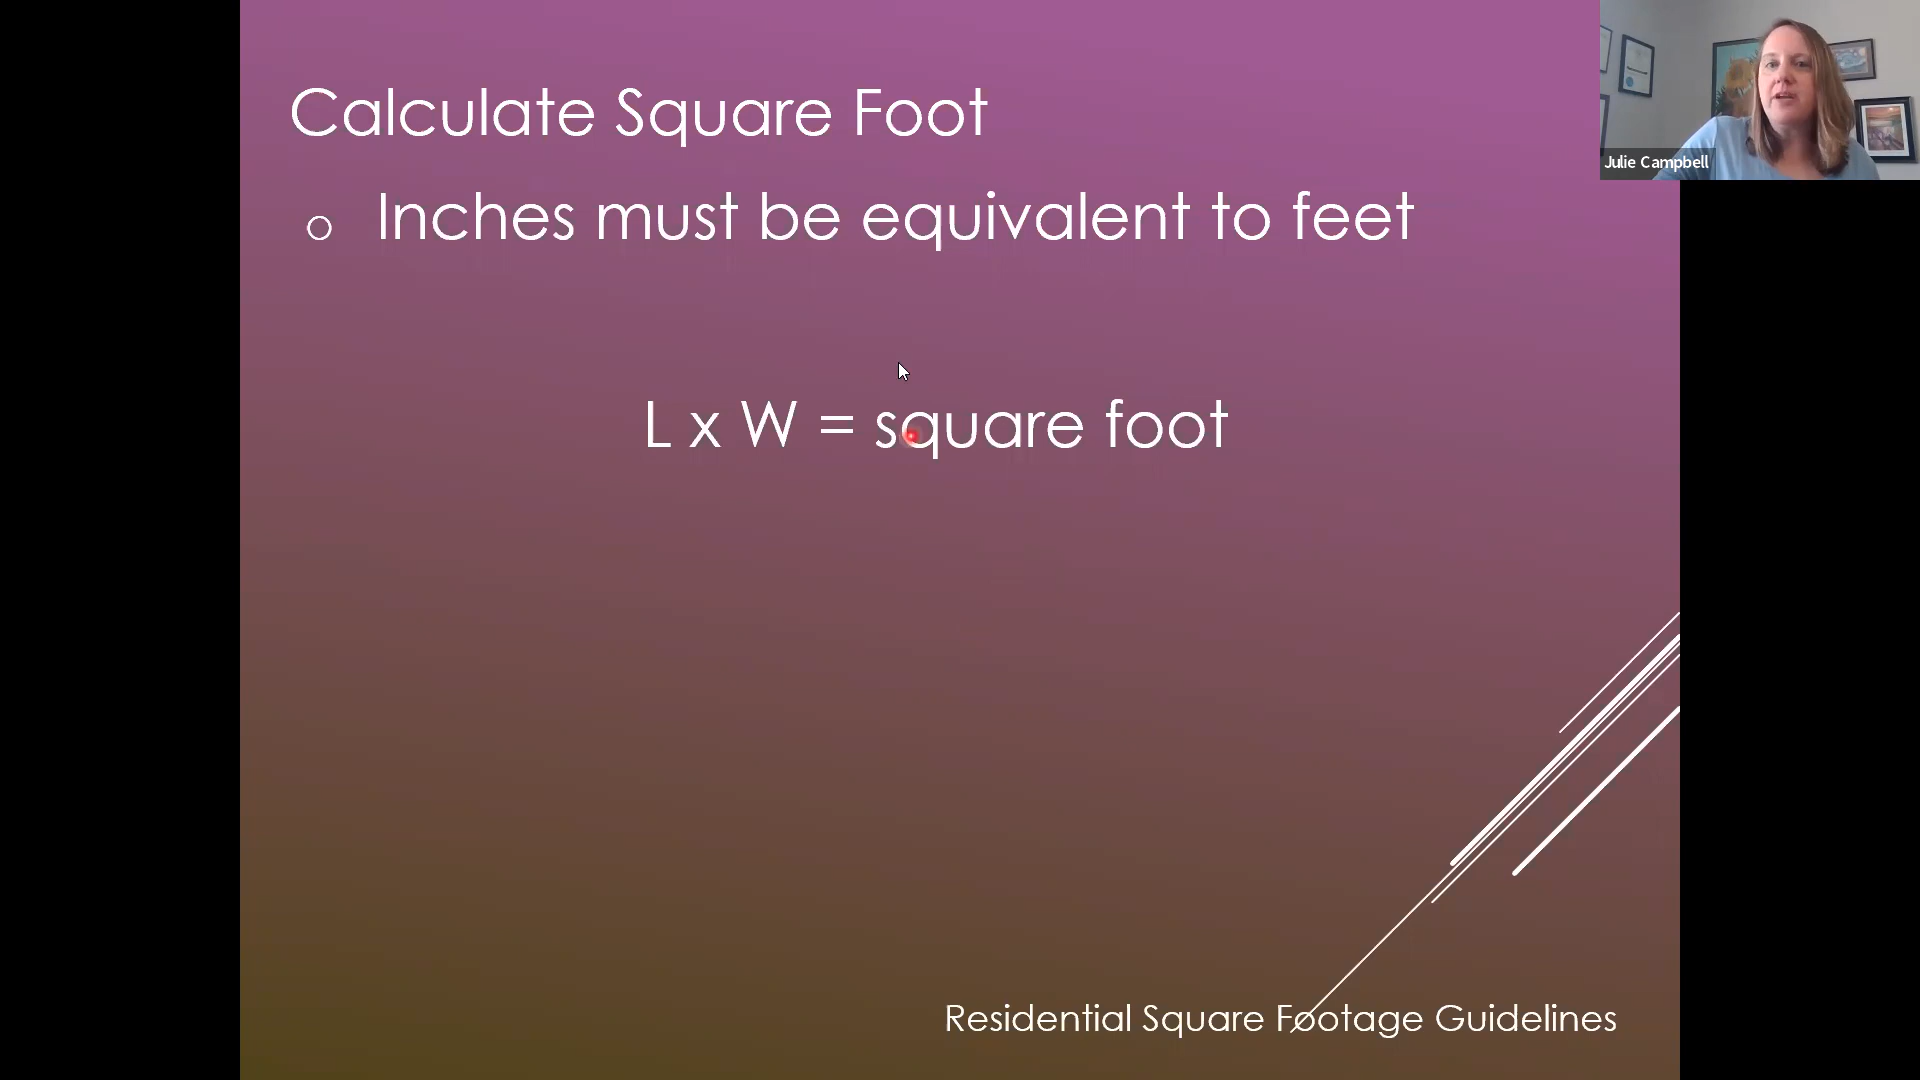 Calculate Square Foot
Inches must be equivalent to feet
L x W = square foot
Residential Square Footage Guidelines
Julie Campbell